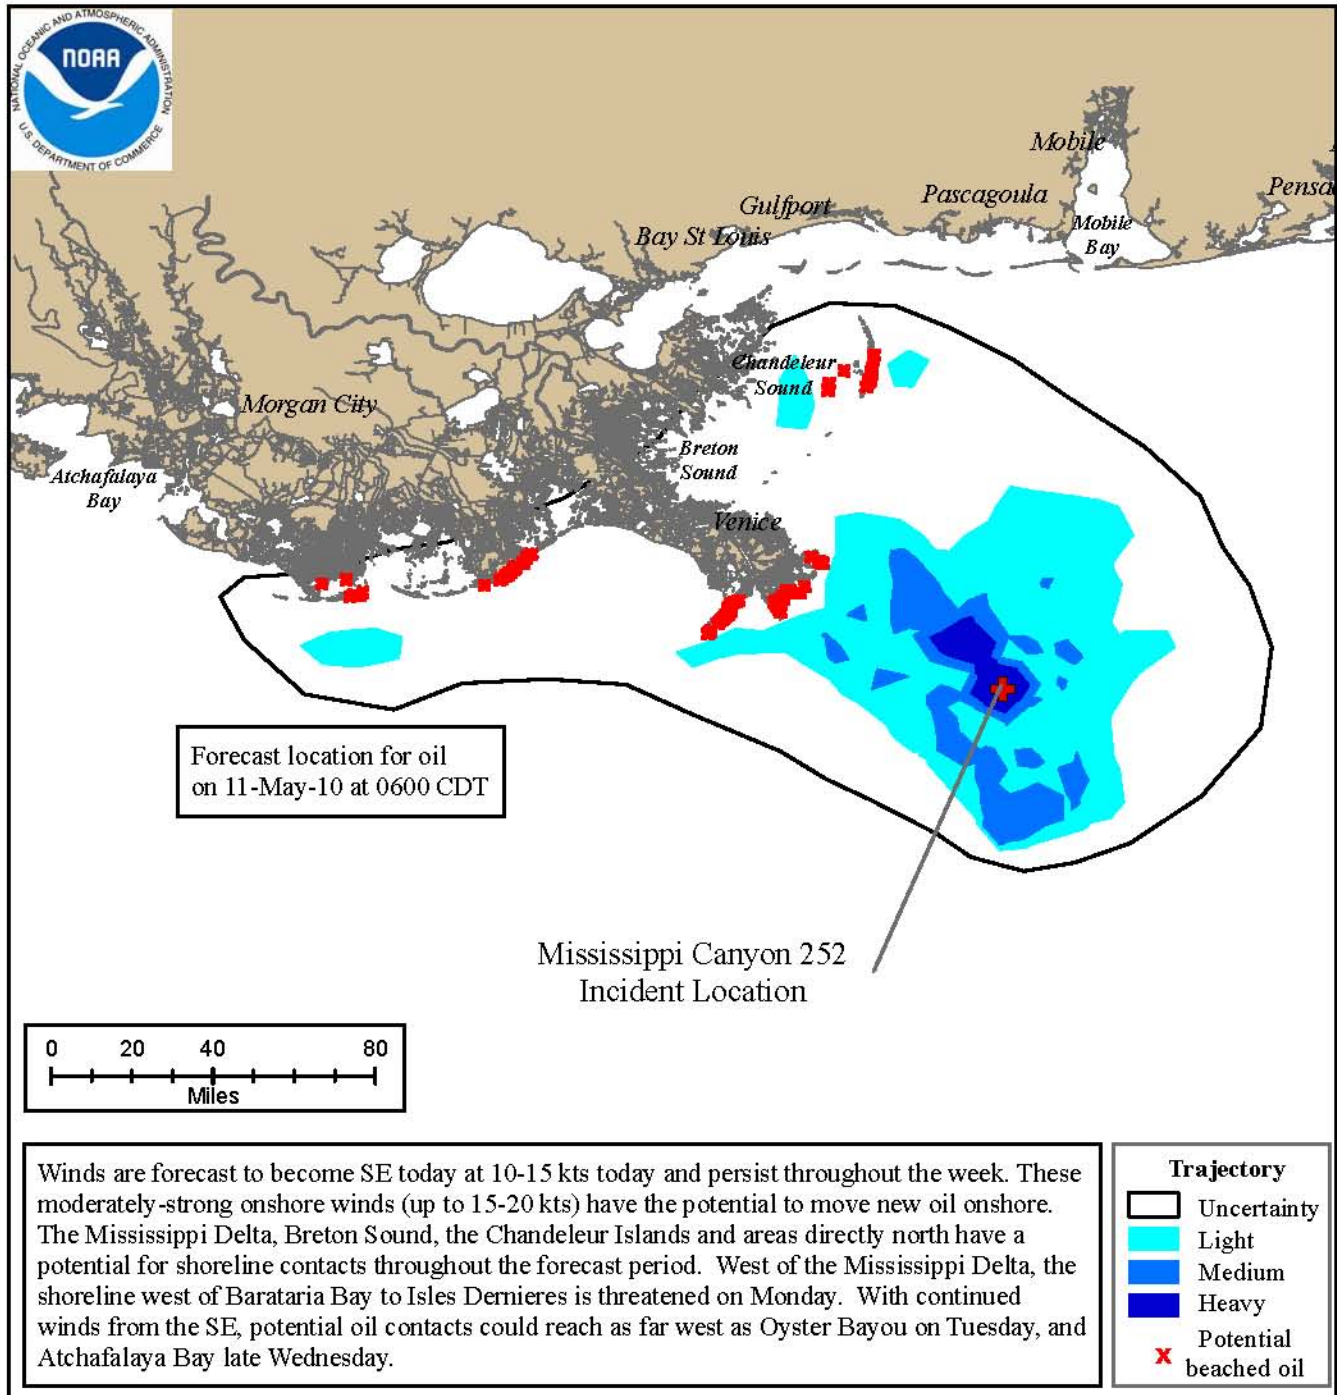 NATIONAL OCEANIC AND ATMOSPHERIC ADMINISTRATION
NOAA
U.S. DEPARTMENT OF COMMERCE
Mobile
Pensa
Pascagoula
Gulfport
Mobile
Bay
Bay St Louis
Chandeleur
Sound
Morgan City
Breton
Sound
Atchafalaya
Bay
Venice
Forecast location for oil
on 11-May-10 at 0600 CDT
Mississippi Canyon 252
Incident Location
0 20 40 80
Miles
Winds are forecast to become SE today at 10-15 kts today and persist throughout the week. These
moderately-strong onshore winds (up to 15-20 kts) have the potential to move new oil onshore.
The Mississippi Delta, Breton Sound, the Chandeleur Islands and areas directly north have a
potential for shoreline contacts throughout the forecast period. West of the Mississippi Delta, the
shoreline west of Barataria Bay to Isles Dernieres is threatened on Monday. With continued
winds from the SE, potential oil contacts could reach as far west as Oyster Bayou on Tuesday, and
Atchafalaya Bay late Wednesday.
Trajectory
Uncertainty
Light
Medium
Heavy
Potential
beached oil